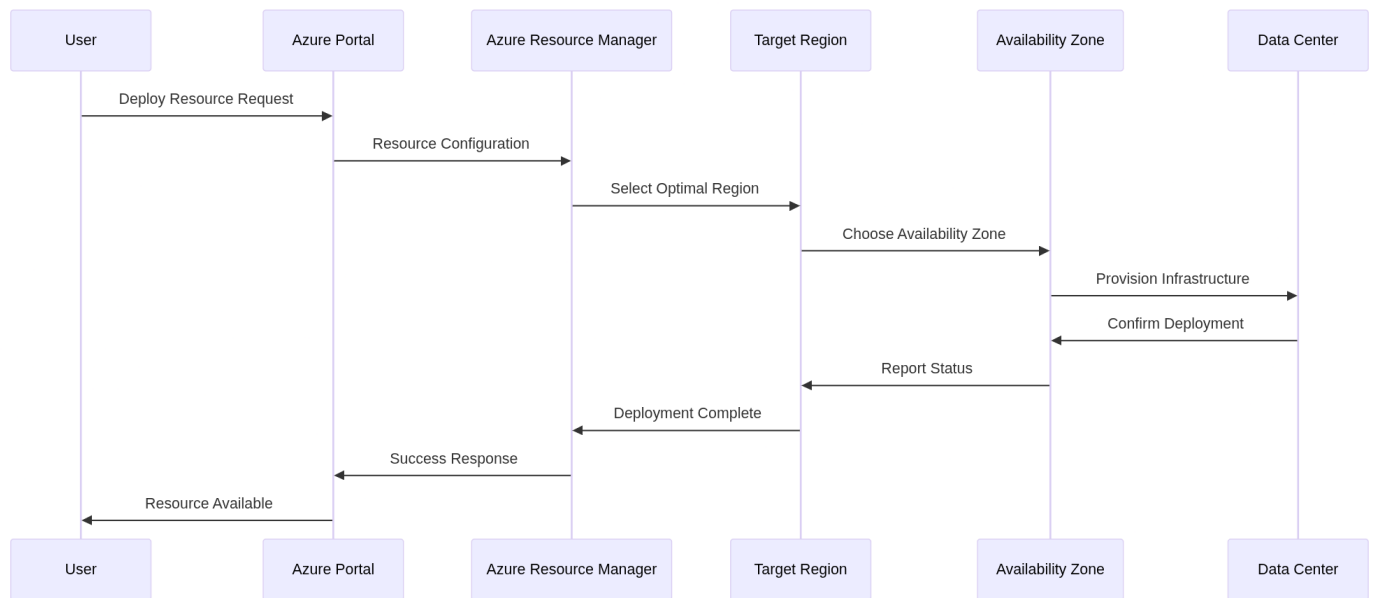 User
Azure Portal
Azure Resource Manager
Target Region
Availability Zone
Data Center
Deploy Resource Request
Resource Configuration
Select Optimal Region
Choose Availability Zone
Provision Infrastructure
Confirm Deployment
Report Status
Deployment Complete
Success Response
Resource Available
User
Azure Portal
Azure Resource Manager
Target Region
Availability Zone
Data Center